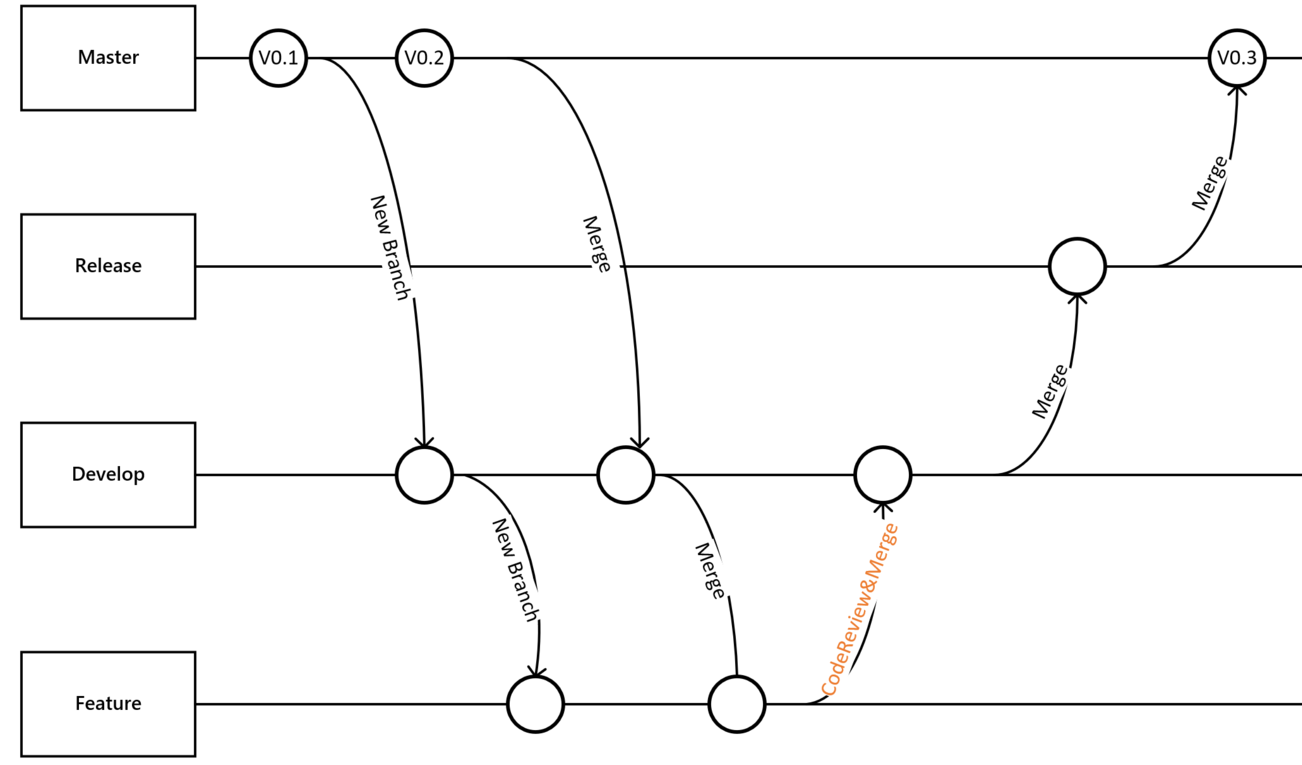 Master
V0.1
V0.2
V0.3
New Branch
Merge
Merge
Release
Merge
Develop
New Branch
Merge
CodeReview&Merge
Feature